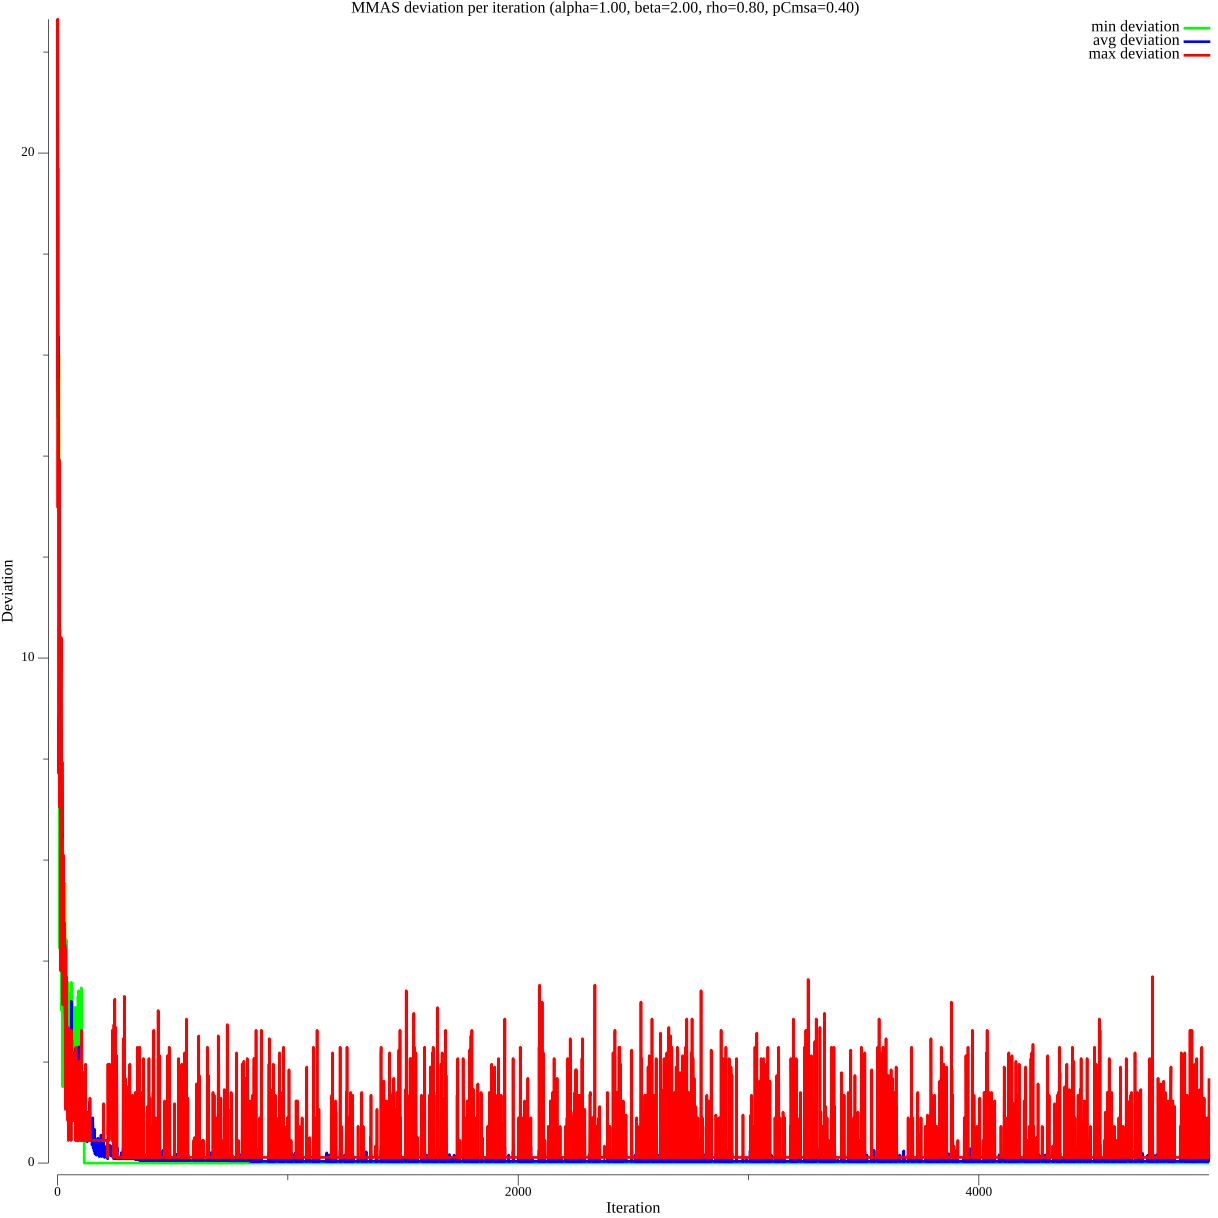 MMAS deviation per iteration (alpha=1.00, beta=2.00, rho=0.80, pCmsa=0.40)
min deviation
avg deviation
max deviation
20
10
0
Deviation
0
2000
4000
Iteration